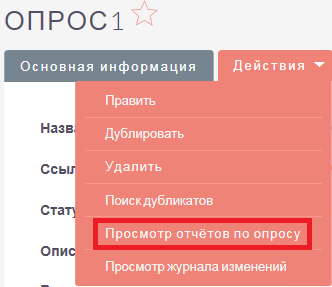 ОПРОС1
Основная информация
Действия
Править
Дублировать
Удалить
Поиск дубликатов
Просмотр отчётов по опросу
Просмотр журнала изменений
Назва
Ссыл
Стату
Опис